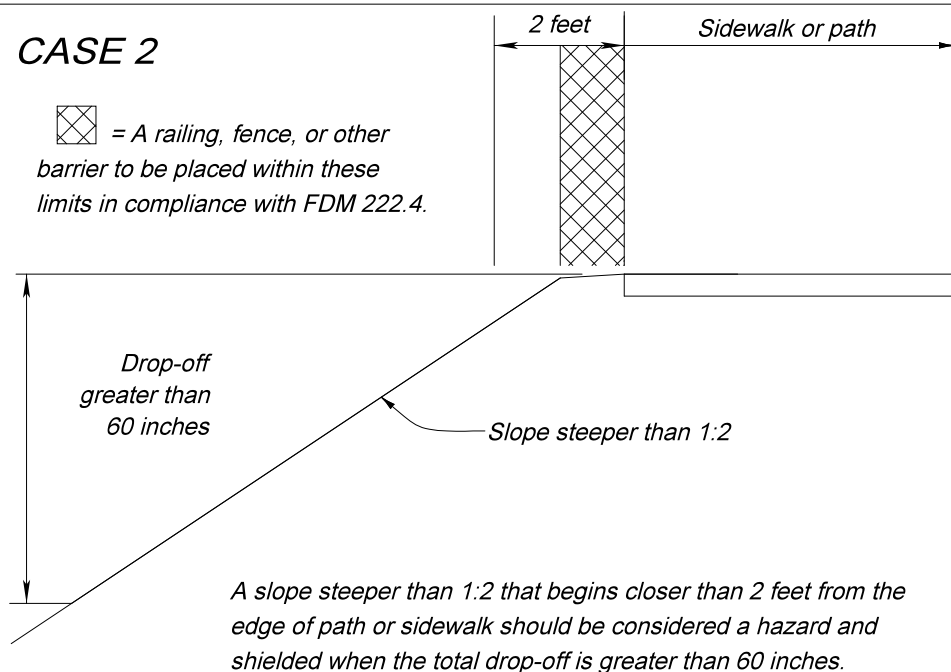 CASE 2
2 feet
Sidewalk or path
= A railing, fence, or other
barrier to be placed within these
limits in compliance with FDM 222.4.
Drop-off
greater than
60 inches
Slope steeper than 1:2
A slope steeper than 1:2 that begins closer than 2 feet from the
edge of path or sidewalk should be considered a hazard and
shielded when the total drop-off is greater than 60 inches.